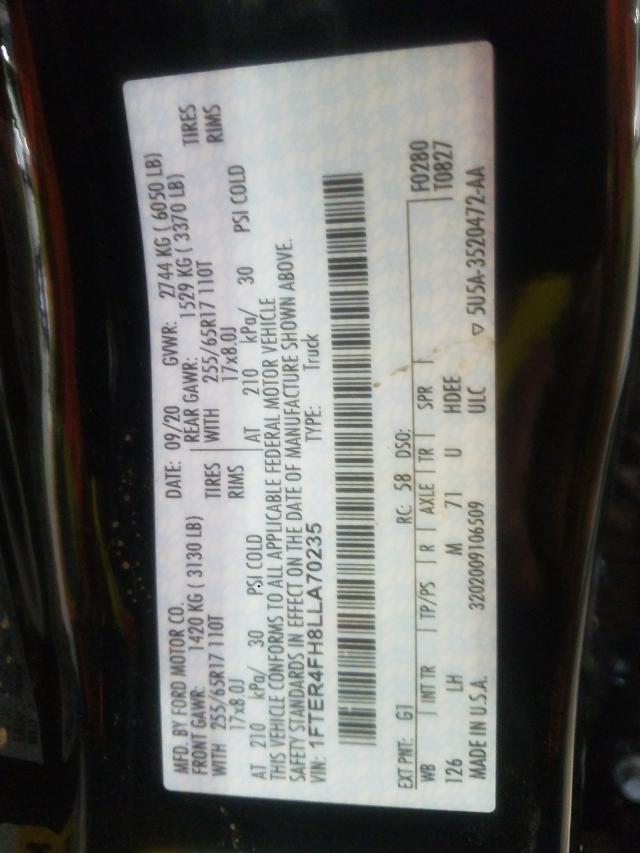 MFD. BY FORD MOTOR CO. DATE: 09/20 GVWR: 2744 KG ( 6050 LB)
FRONT GAWR: 1420 KG ( 3130 LB) REAR GAWR: 1529 KG ( 3370 LB)
WITH 255/65R17 110T TIRES WITH 255/65R17 110T TIRES
17x8.0J RIMS 17x8.0J RIMS
AT 210 kPa/ 30 PSI COLD AT 210 kPa/ 30 PSI COLD
THIS VEHICLE CONFORMS TO ALL APPLICABLE FEDERAL MOTOR VEHICLE
SAFETY STANDARDS IN EFFECT ON THE DATE OF MANUFACTURE SHOWN ABOVE.
VIN: 1FTER4FH8LLA70235 TYPE: Truck
EXT PNT: G1 RC: 58 DSO: F0280
WB INT TR TP/PS R AXLE TR SPR T0827
126 LH M 71 U HDEE
MADE IN U.S.A. 3202009106509 ULC ▽ 5U5A-3520472-AA